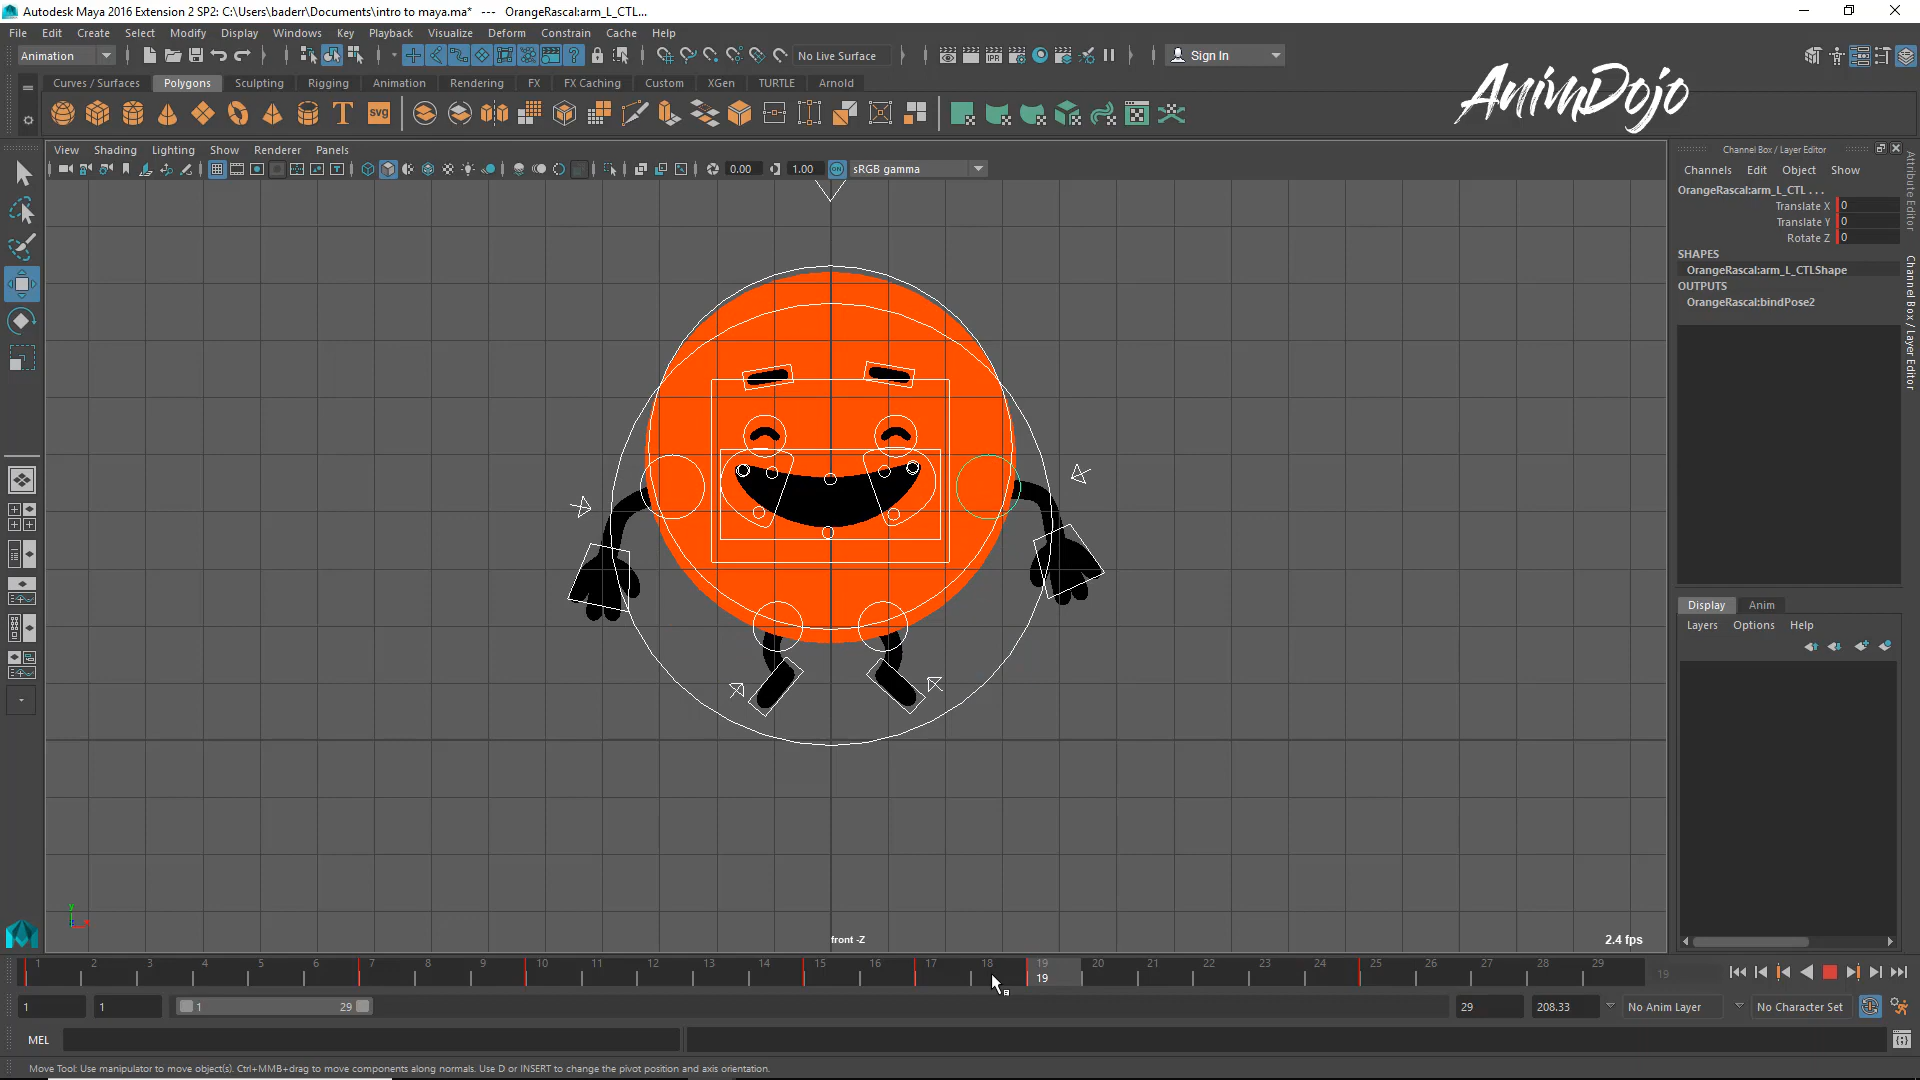 Autodesk Maya 2016 Extension 2 SP2: C:\Users\baderr\Documents\intro to maya.ma* --- OrangeRascal:arm_L_CTL...
File Edit Create Select Modify Display Windows Key Playback Visualize Deform Constrain Cache Help
Animation No Live Surface Sign In
Curves / Surfaces Polygons Sculpting Rigging Animation Rendering FX FX Caching Custom XGen TURTLE Arnold
AnimDojo
T SVG
View Shading Lighting Show Renderer Panels
0.00 1.00 sRGB gamma
Channel Box / Layer Editor
Channels Edit Object Show
OrangeRascal:arm_L_CTL . . .
Translate X 0
Translate Y 0
Rotate Z 0
SHAPES
OrangeRascal:arm_L_CTLShape
OUTPUTS
OrangeRascal:bindPose2
Attribute Editor
Channel Box / Layer Editor
Display Anim
Layers Options Help
front -Z
2.4 fps
1 2 3 4 5 6 7 8 9 10 11 12 13 14 15 16 17 18 19 20 21 22 23 24 25 26 27 28 29
19
19
1 1 1 29 29 208.33 No Anim Layer No Character Set
MEL
Move Tool: Use manipulator to move object(s). Ctrl+MMB+drag to move components along normals. Use D or INSERT to change the pivot position and axis orientation.